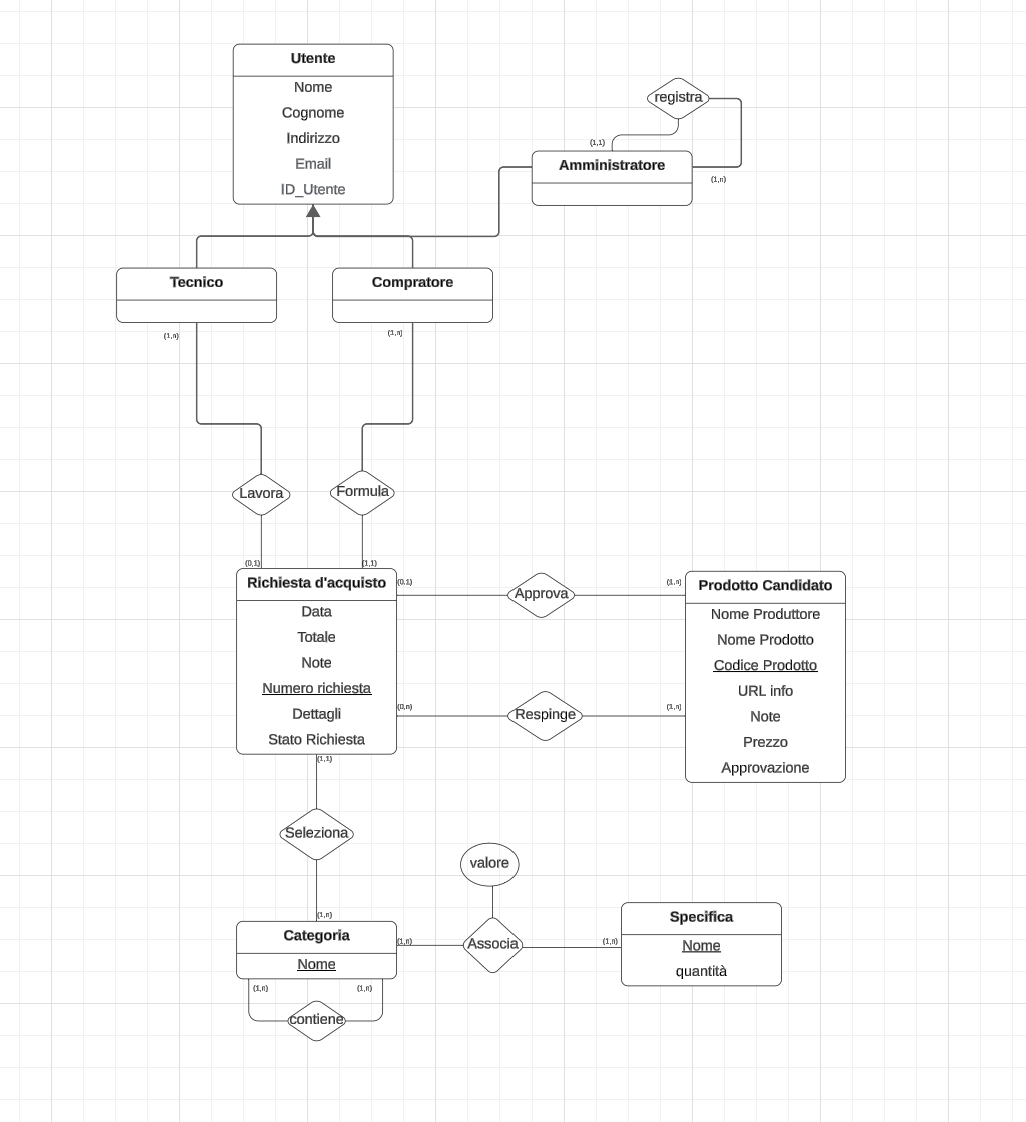 Utente
Nome
Cognome
Indirizzo
Email
ID_Utente
registra
(1,1)
Amministratore
(1,n)
Tecnico
Compratore
(1,n)
(1,n)
Lavora
Formula
(0,1)
(1,1)
Richiesta d'acquisto
Data
Totale
Note
Numero richiesta
Dettagli
Stato Richiesta
(0.1)
Approva
(1,n)
(0,n)
Respinge
(1,n)
Prodotto Candidato
Nome Produttore
Nome Prodotto
Codice Prodotto
URL info
Note
Prezzo
Approvazione
(1,1)
Seleziona
(1,n)
valore
Categoria
Nome
(1,n)
Associa
(1,n)
Specifica
Nome
quantità
(1,n)
(1,n)
contiene